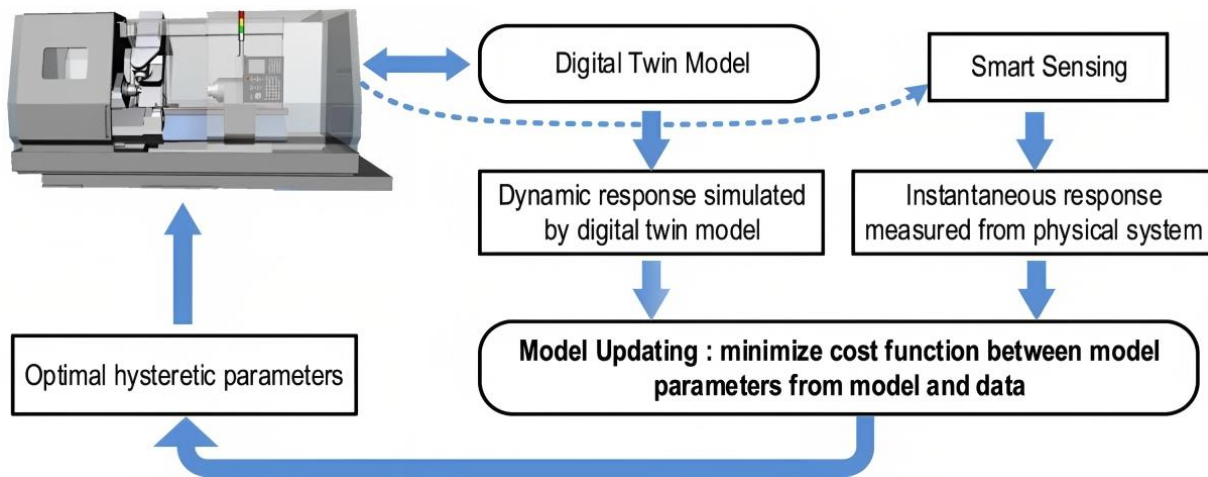 Digital Twin Model
Smart Sensing
Dynamic response simulated
by digital twin model
Instantaneous response
measured from physical system
Model Updating : minimize cost function between model
parameters from model and data
Optimal hysteretic parameters